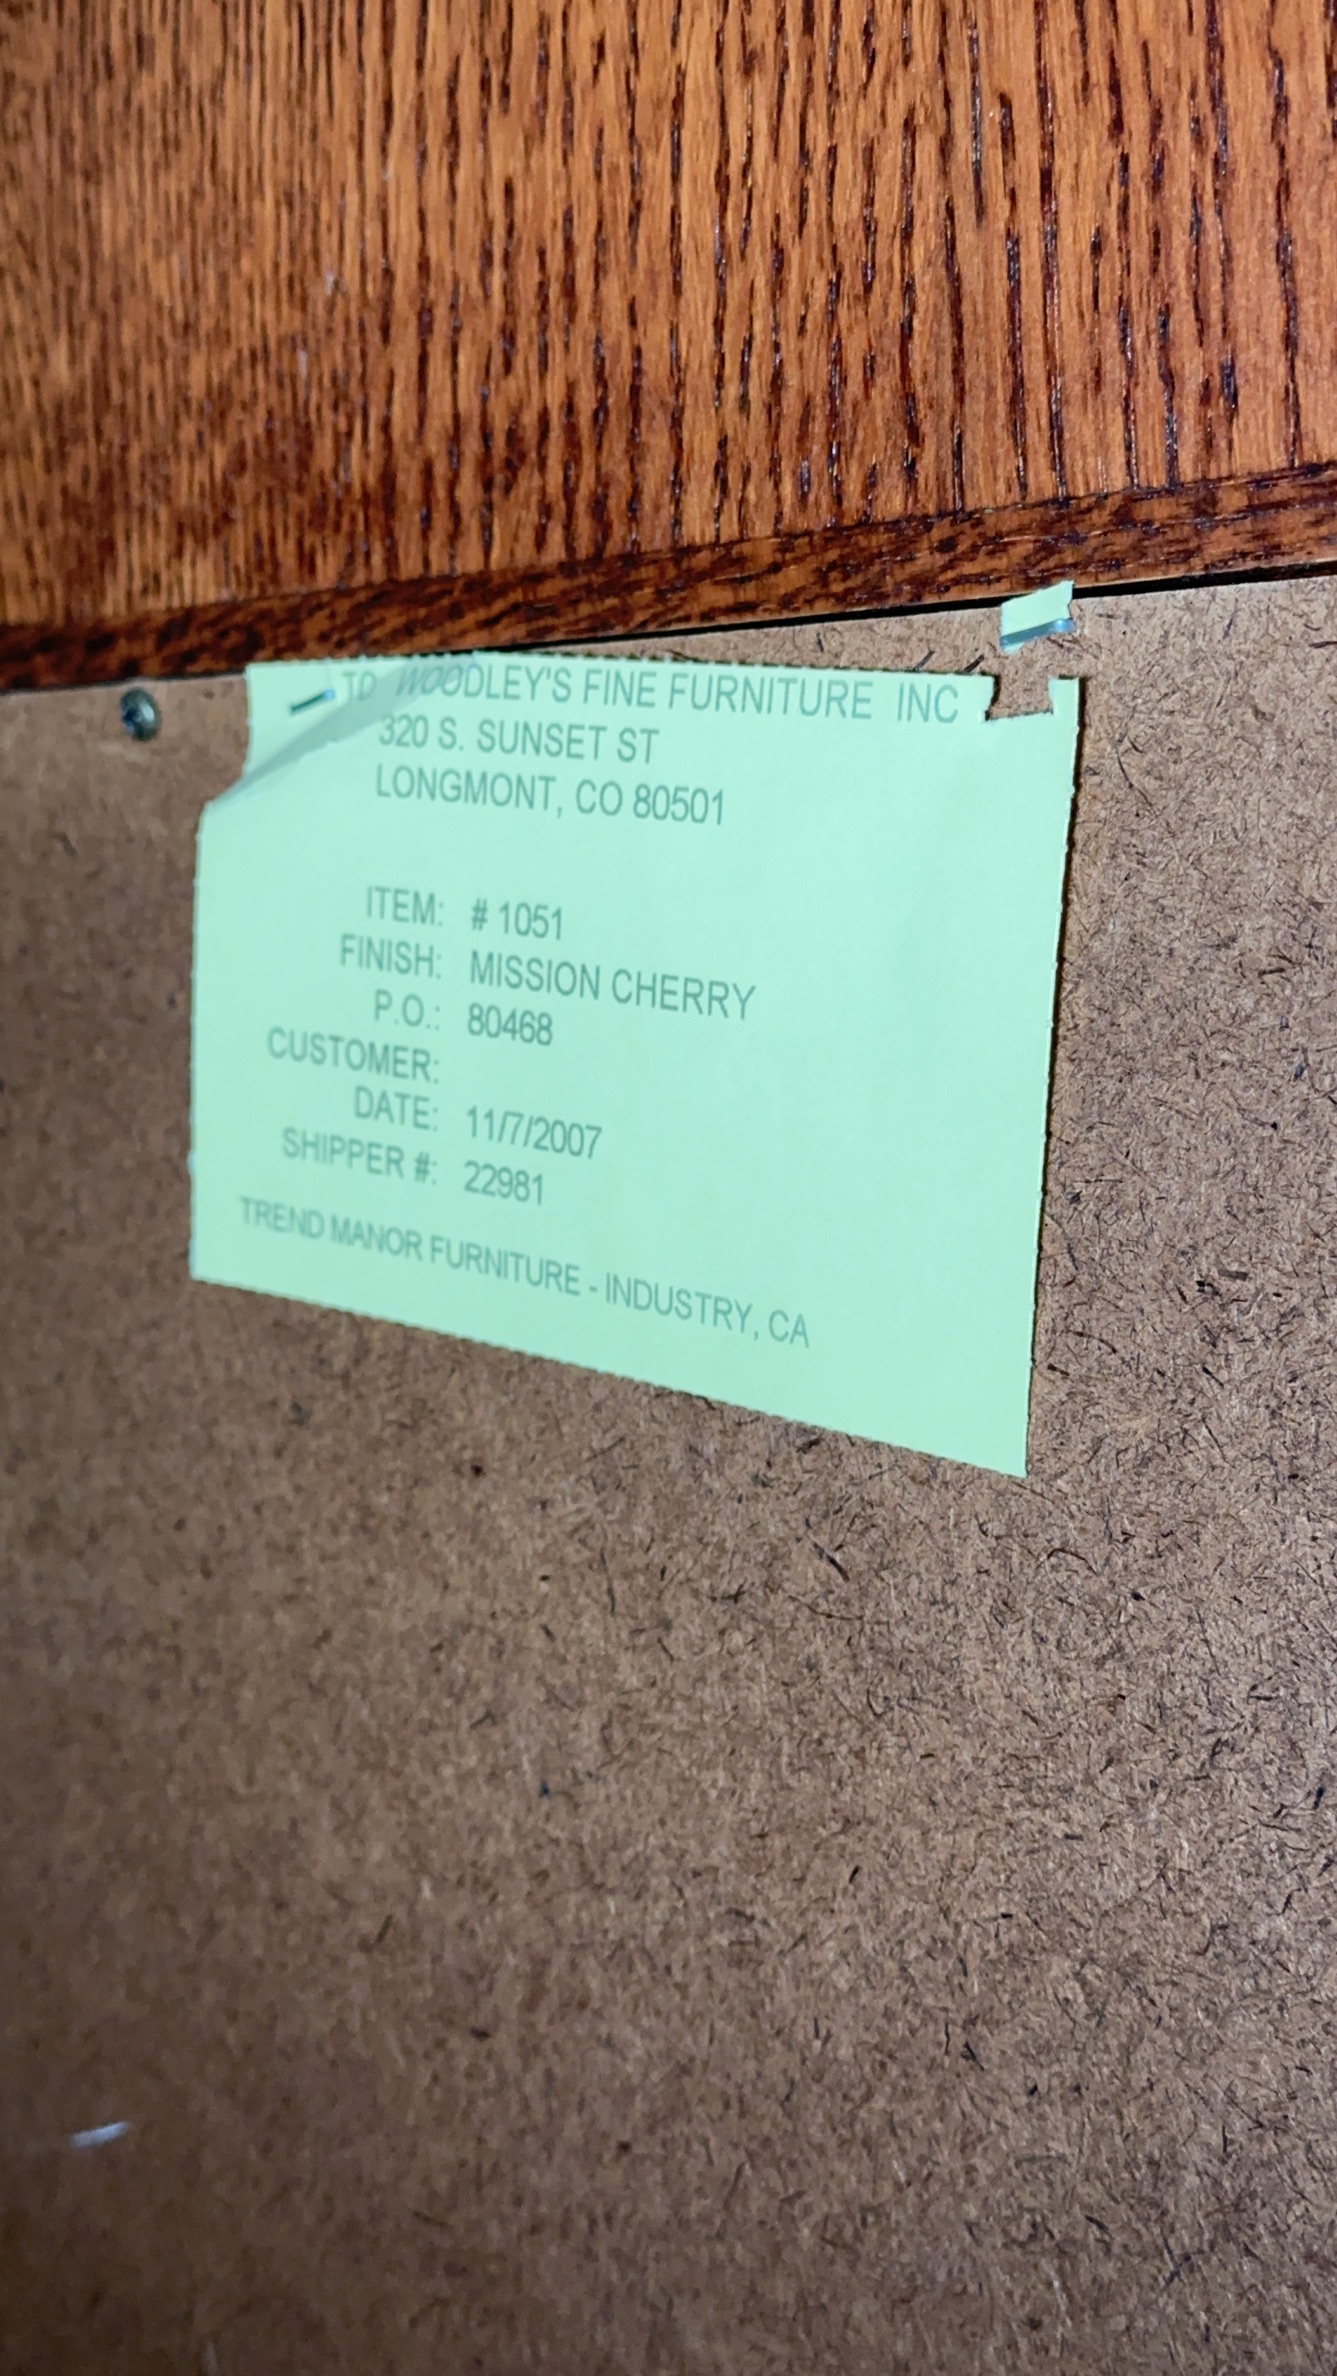 TO WOODLEY'S FINE FURNITURE INC
320 S. SUNSET ST
LONGMONT, CO 80501
ITEM: # 1051
FINISH: MISSION CHERRY
P.O.: 80468
CUSTOMER:
DATE: 11/7/2007
SHIPPER #: 22981
TREND MANOR FURNITURE - INDUSTRY, CA